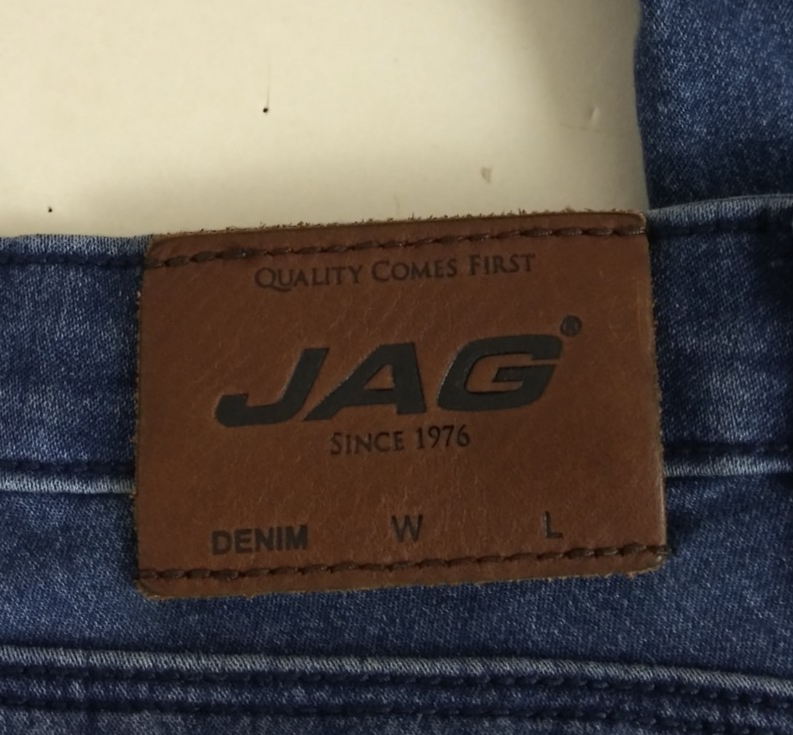 QUALITY COMES FIRST
JAG®
SINCE 1976
DENIM W L